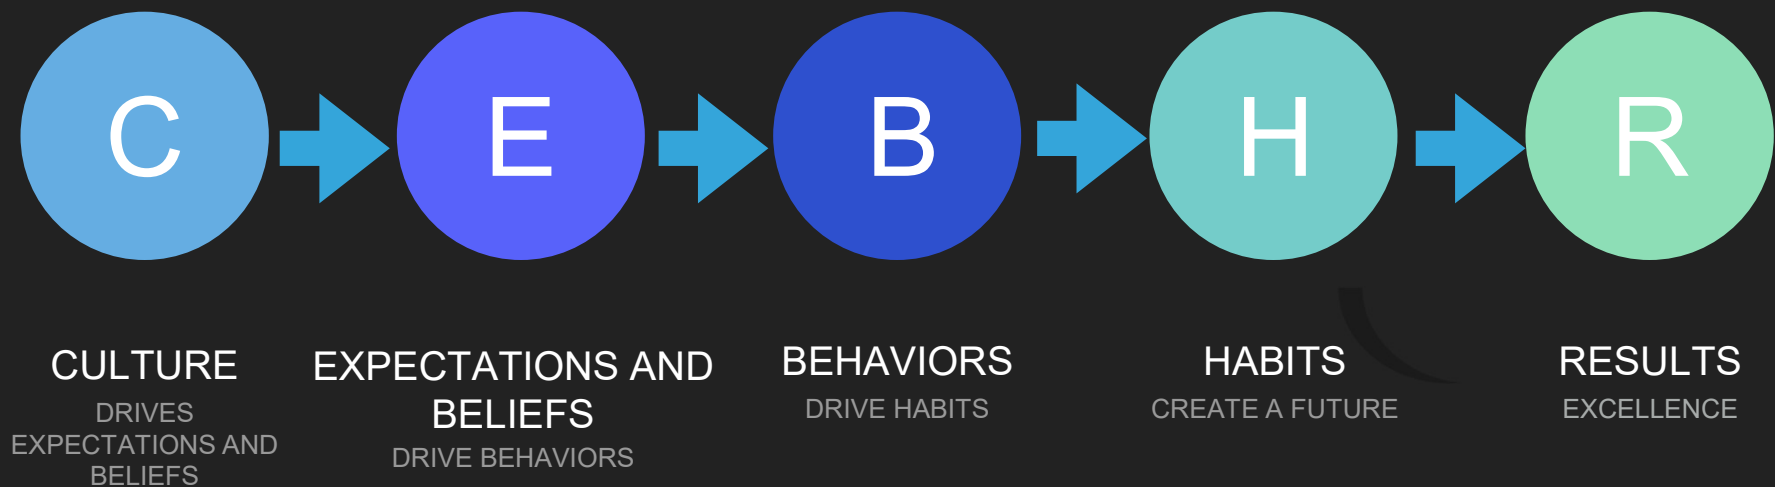 C
E
B
H
R
CULTURE
DRIVES
EXPECTATIONS AND
BELIEFS
EXPECTATIONS AND
BELIEFS
DRIVE BEHAVIORS
BEHAVIORS
DRIVE HABITS
HABITS
CREATE A FUTURE
RESULTS
EXCELLENCE